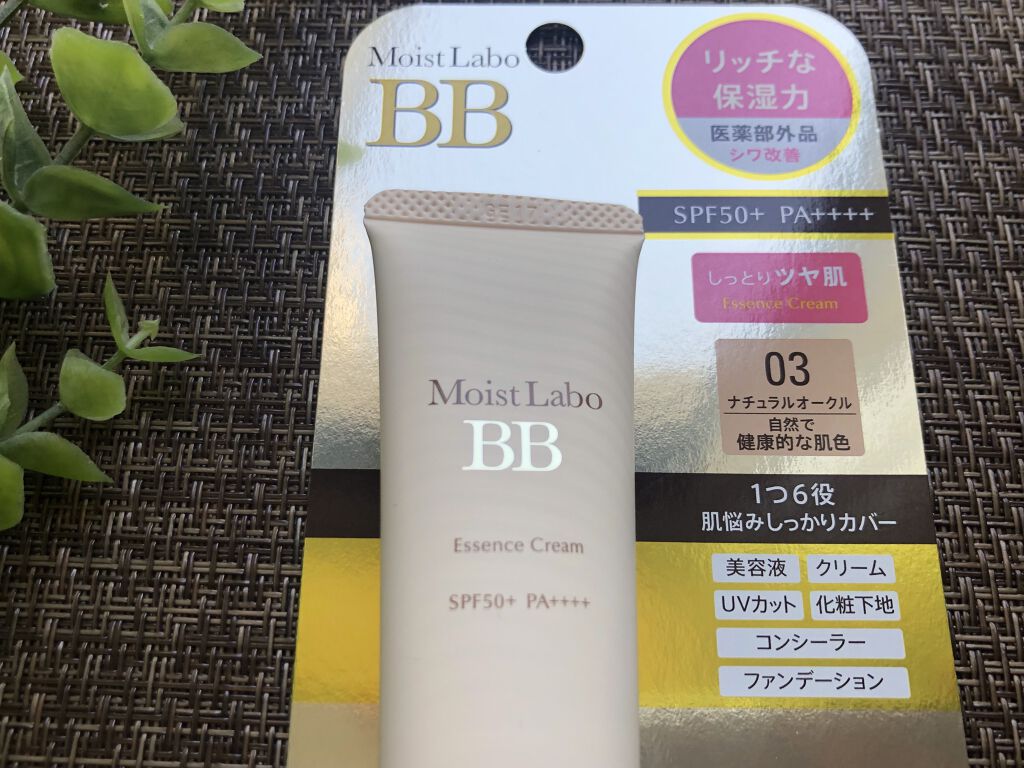 Moist Labo
BB
リッチな
保湿力
医薬部外品
シワ改善
SPF50+ PA++++
しっとりツヤ肌
Essence Cream
03
ナチュラルオークル
自然で
健康的な肌色
1つ6役
肌悩みしっかりカバー
美容液 クリーム
UVカット 化粧下地
コンシーラー
ファンデーション
Moist Labo
BB
Essence Cream
SPF50+ PA++++